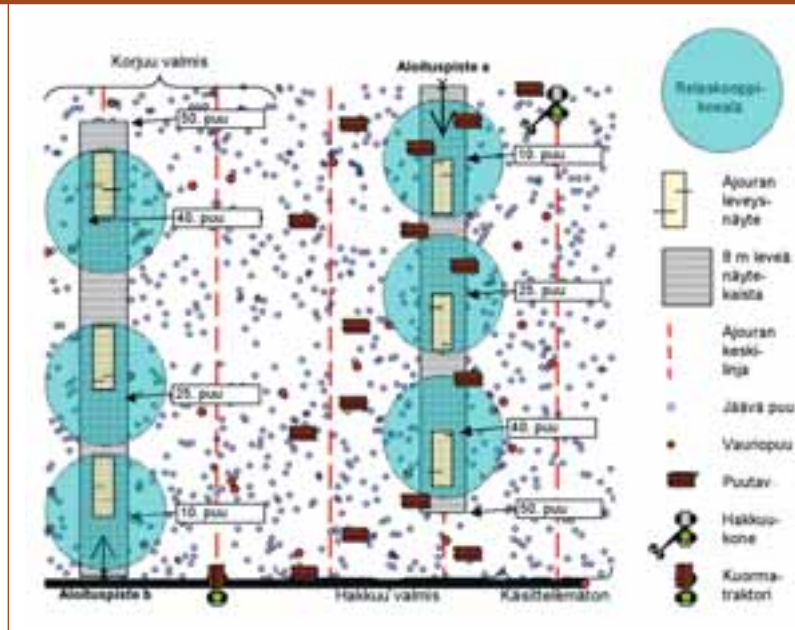 Korjuu valmis
Aloituspiste a
50. puu
10. puu
40. puu
25. puu
25. puu
40. puu
10. puu
50. puu
Aloituspiste b
Hakkuu valmis
Käsittelemätön
Relaskooppi-
Ajouran
leveys-
näyte
8 m leveä
näyte-
kaista
Ajouran
keski-
linja
Jäävä puu
Vauriopuu
Puutav
Hakkuu-
kone
Kuorma-
traktori